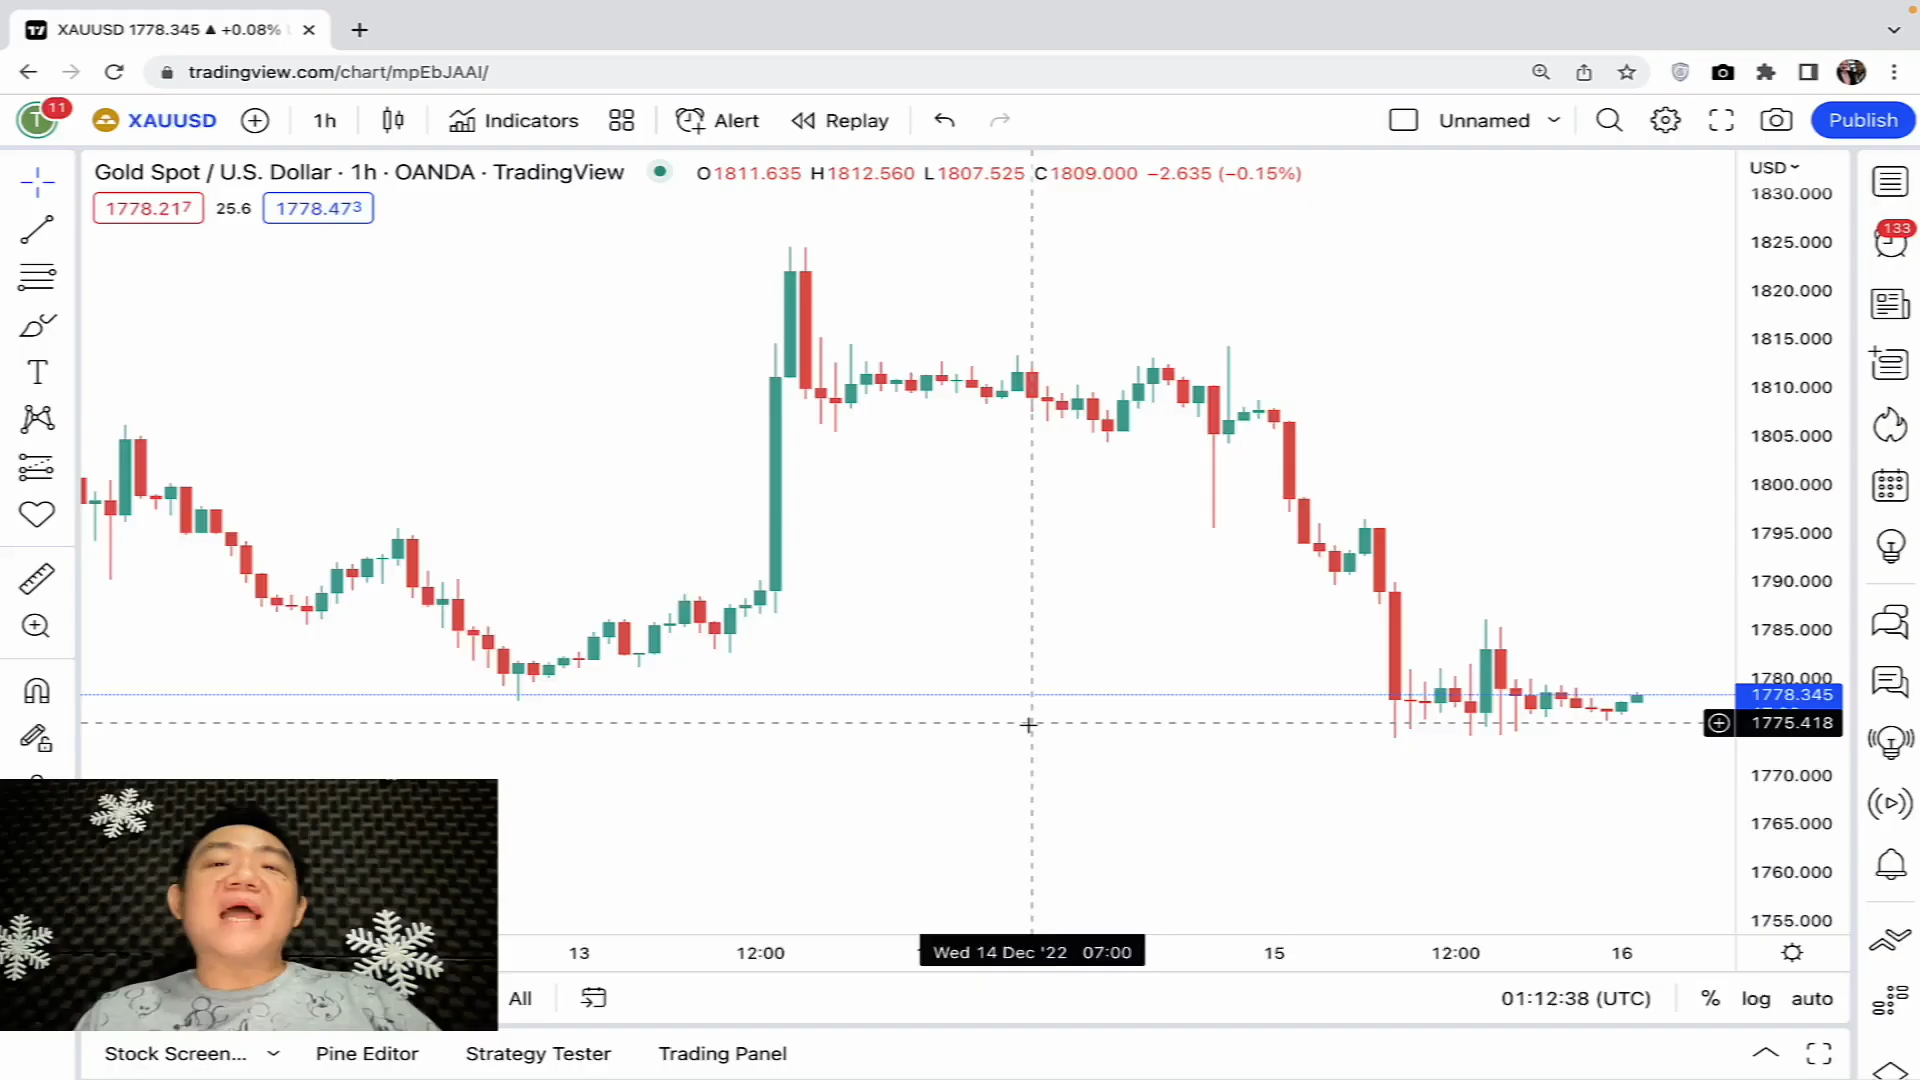 XAUUSD 1778.345 ▲ +0.08%
tradingview.com/chart/mpEbJAAI/
T 11 XAUUSD 1h Indicators Alert Replay Unnamed Publish
Gold Spot / U.S. Dollar · 1h · OANDA · TradingView O1811.635 H1812.560 L1807.525 C1809.000 −2.635 (−0.15%)
1778.217 25.6 1778.473
USD
1830.000
1825.000
133
1820.000
1815.000
1810.000
1805.000
1800.000
1795.000
1790.000
1785.000
1780.000
1778.345
1775.418
1770.000
1765.000
1760.000
1755.000
13 12:00 Wed 14 Dec '22 07:00 15 12:00 16
All 01:12:38 (UTC) % log auto
Stock Screen... Pine Editor Strategy Tester Trading Panel